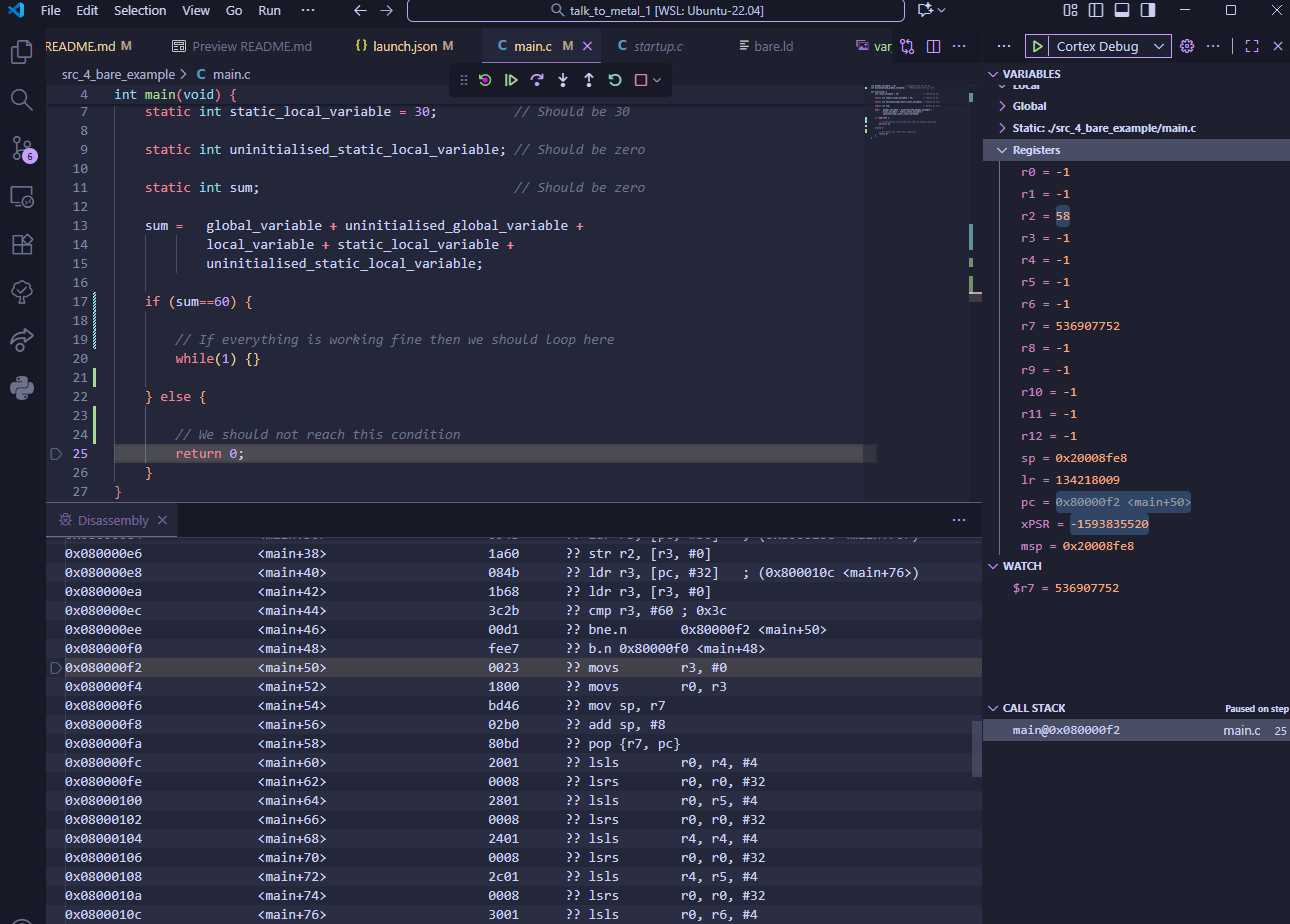 File Edit Selection View Go Run ··· talk_to_metal_1 [WSL: Ubuntu-22.04]
README.md M Preview README.md {} launch.json M C main.c M C startup.c bare.ld var
Cortex Debug
src_4_bare_example > C main.c
4 int main(void) {
7 static int static_local_variable = 30; // Should be 30
8
9 static int uninitialised_static_local_variable; // Should be zero
10
11 static int sum; // Should be zero
12
13 sum = global_variable + uninitialised_global_variable +
14 local_variable + static_local_variable +
15 uninitialised_static_local_variable;
16
17 if (sum==60) {
18
19 // If everything is working fine then we should loop here
20 while(1) {}
21
22 } else {
23
24 // We should not reach this condition
25 return 0;
26 }
27 }
6
Disassembly
0x080000e6 <main+38> 1a60 ?? str r2, [r3, #0]
0x080000e8 <main+40> 084b ?? ldr r3, [pc, #32] ; (0x800010c <main+76>)
0x080000ea <main+42> 1b68 ?? ldr r3, [r3, #0]
0x080000ec <main+44> 3c2b ?? cmp r3, #60 ; 0x3c
0x080000ee <main+46> 00d1 ?? bne.n 0x80000f2 <main+50>
0x080000f0 <main+48> fee7 ?? b.n 0x80000f0 <main+48>
0x080000f2 <main+50> 0023 ?? movs r3, #0
0x080000f4 <main+52> 1800 ?? movs r0, r3
0x080000f6 <main+54> bd46 ?? mov sp, r7
0x080000f8 <main+56> 02b0 ?? add sp, #8
0x080000fa <main+58> 80bd ?? pop {r7, pc}
0x080000fc <main+60> 2001 ?? lsls r0, r4, #4
0x080000fe <main+62> 0008 ?? lsrs r0, r0, #32
0x08000100 <main+64> 2801 ?? lsls r0, r5, #4
0x08000102 <main+66> 0008 ?? lsrs r0, r0, #32
0x08000104 <main+68> 2401 ?? lsls r4, r4, #4
0x08000106 <main+70> 0008 ?? lsrs r0, r0, #32
0x08000108 <main+72> 2c01 ?? lsls r4, r5, #4
0x0800010a <main+74> 0008 ?? lsrs r0, r0, #32
0x0800010c <main+76> 3001 ?? lsls r0, r6, #4
VARIABLES
Local
Global
Static: ./src_4_bare_example/main.c
Registers
r0 = -1
r1 = -1
r2 = 58
r3 = -1
r4 = -1
r5 = -1
r6 = -1
r7 = 536907752
r8 = -1
r9 = -1
r10 = -1
r11 = -1
r12 = -1
sp = 0x20008fe8
lr = 134218009
pc = 0x80000f2 <main+50>
xPSR = -1593835520
msp = 0x20008fe8
WATCH
$r7 = 536907752
CALL STACK Paused on step
main@0x080000f2 main.c 25